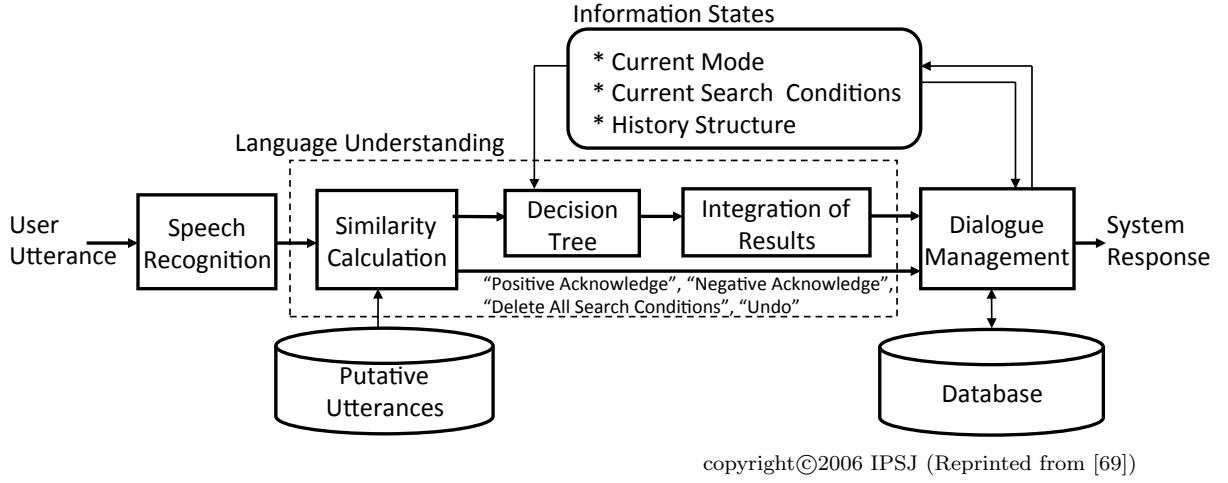 Information States
* Current Mode
* Current Search Conditions
* History Structure
Language Understanding
User
Utterance
Speech
Recognition
Similarity
Calculation
Decision
Tree
Integration of
Results
Dialogue
Management
System
Response
“Positive Acknowledge”, “Negative Acknowledge”,
“Delete All Search Conditions”, “Undo”
Putative
Utterances
Database
copyright©2006 IPSJ (Reprinted from [69])